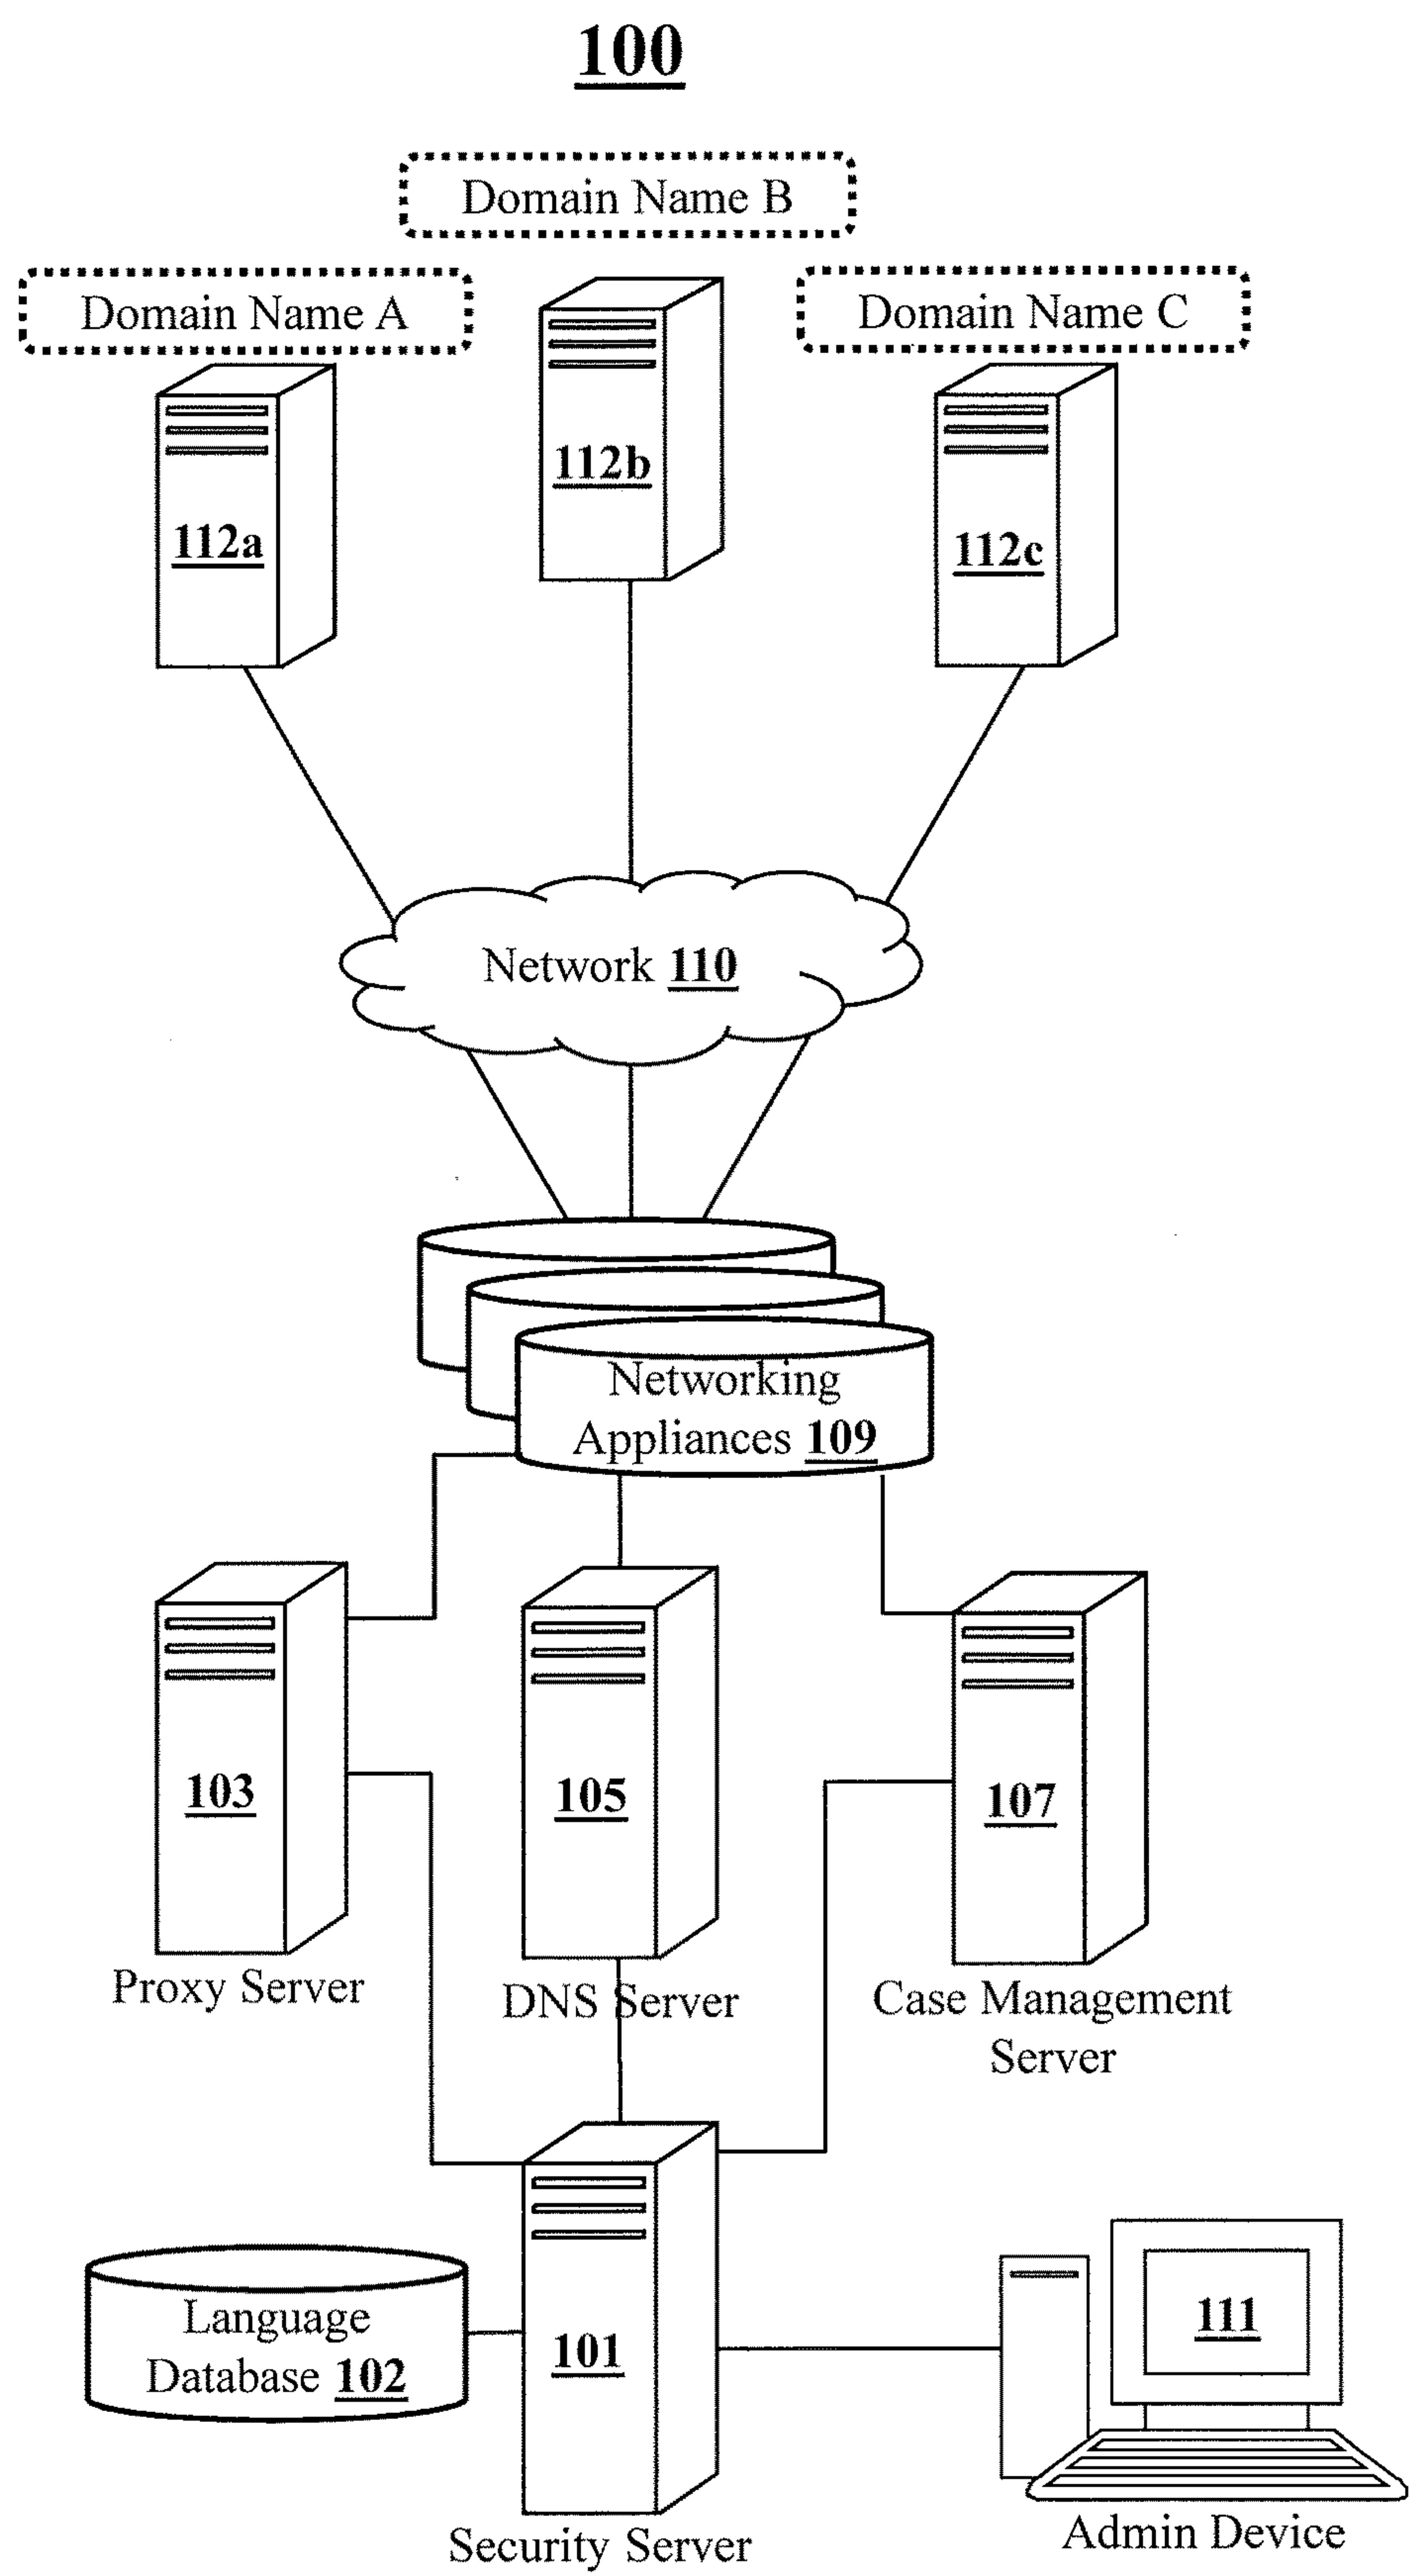 100
Domain Name B
Domain Name A
Domain Name C
112b
112a
112c
Network 110
Networking
Appliances 109
103
105
107
Proxy Server
DNS Server
Case Management
Server
Language
Database 102
101
111
Security Server
Admin Device